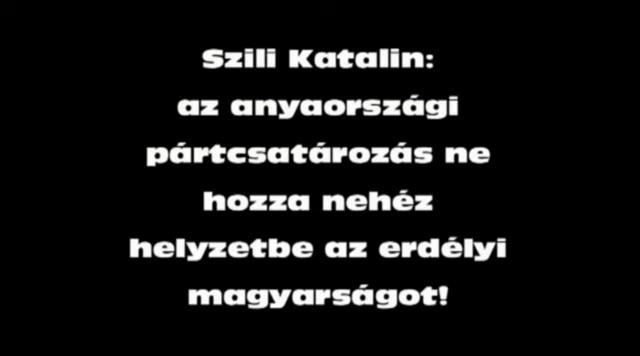 Szili Katalin:
az anyaországi
pártcsatározás ne
hozza nehéz
helyzetbe az erdélyi
magyarságot!